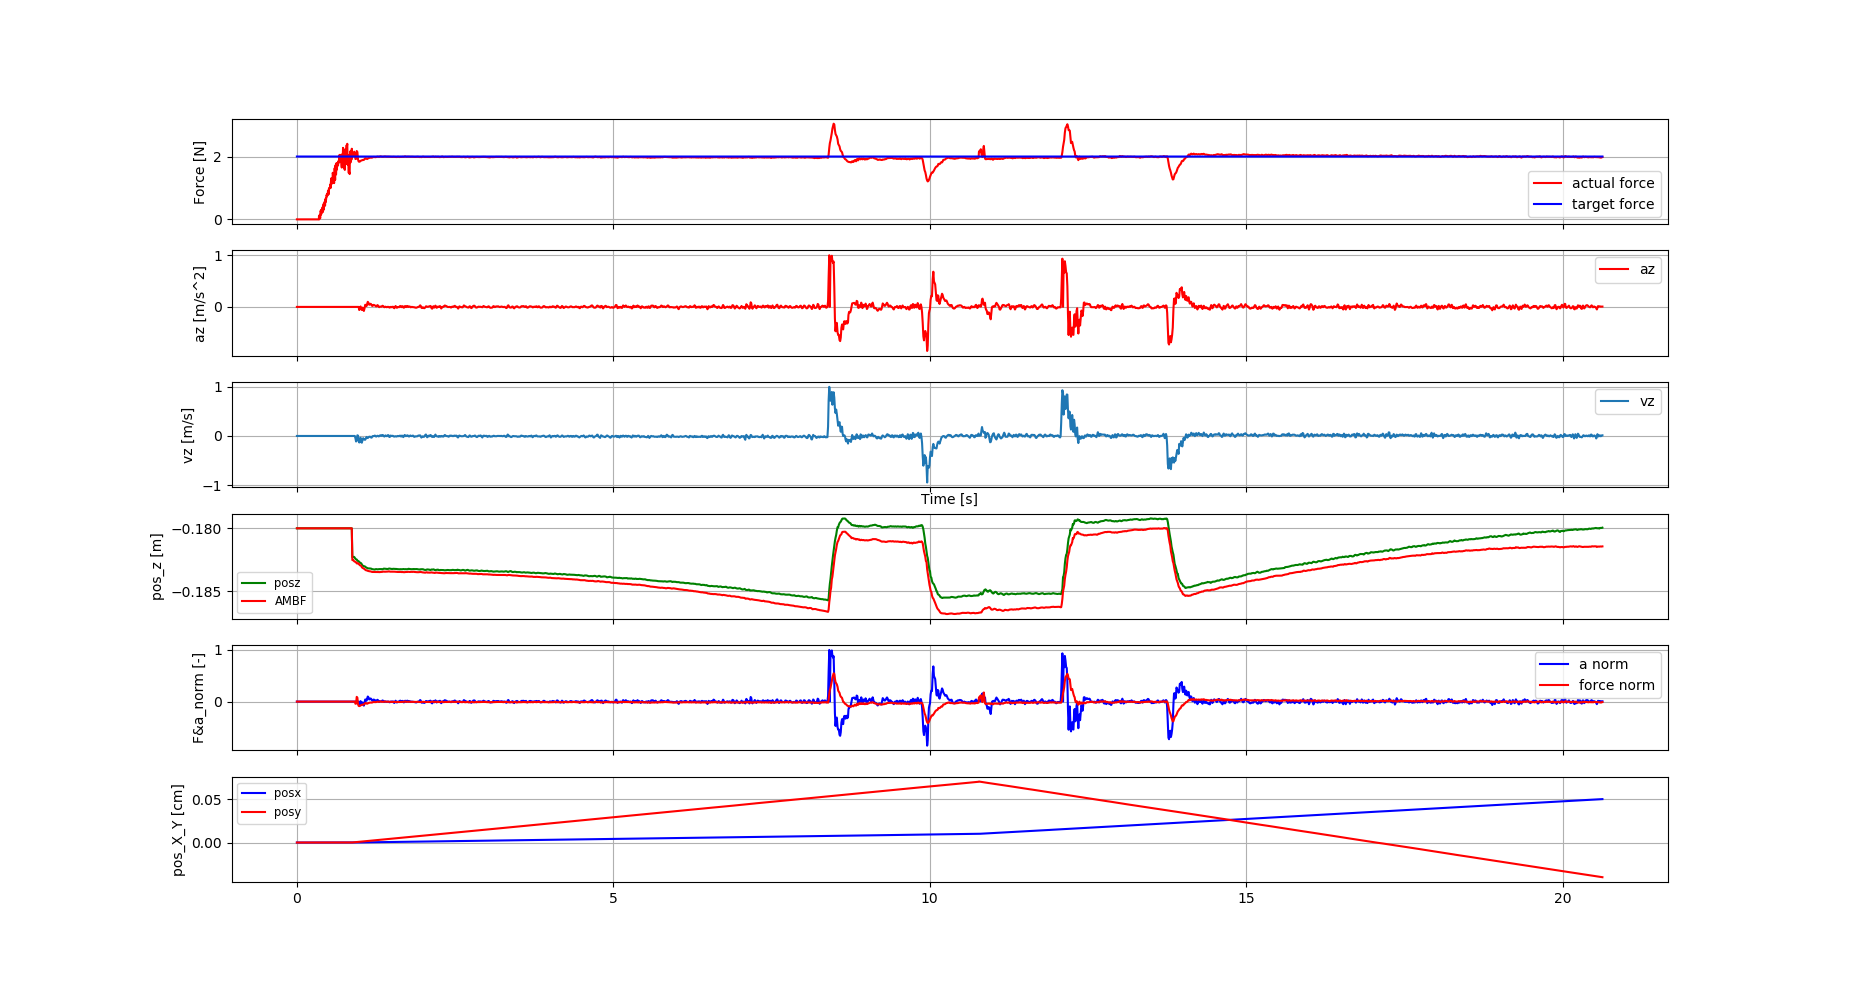 Force [N]
2
0
actual force
target force
az [m/s^2]
1
0
az
vz [m/s]
1
0
−1
vz
Time [s]
pos_z [m]
−0.180
−0.185
posz
AMBF
F&a_norm [-]
1
0
a norm
force norm
pos_X_Y [cm]
0.05
0.00
posx
posy
0 5 10 15 20